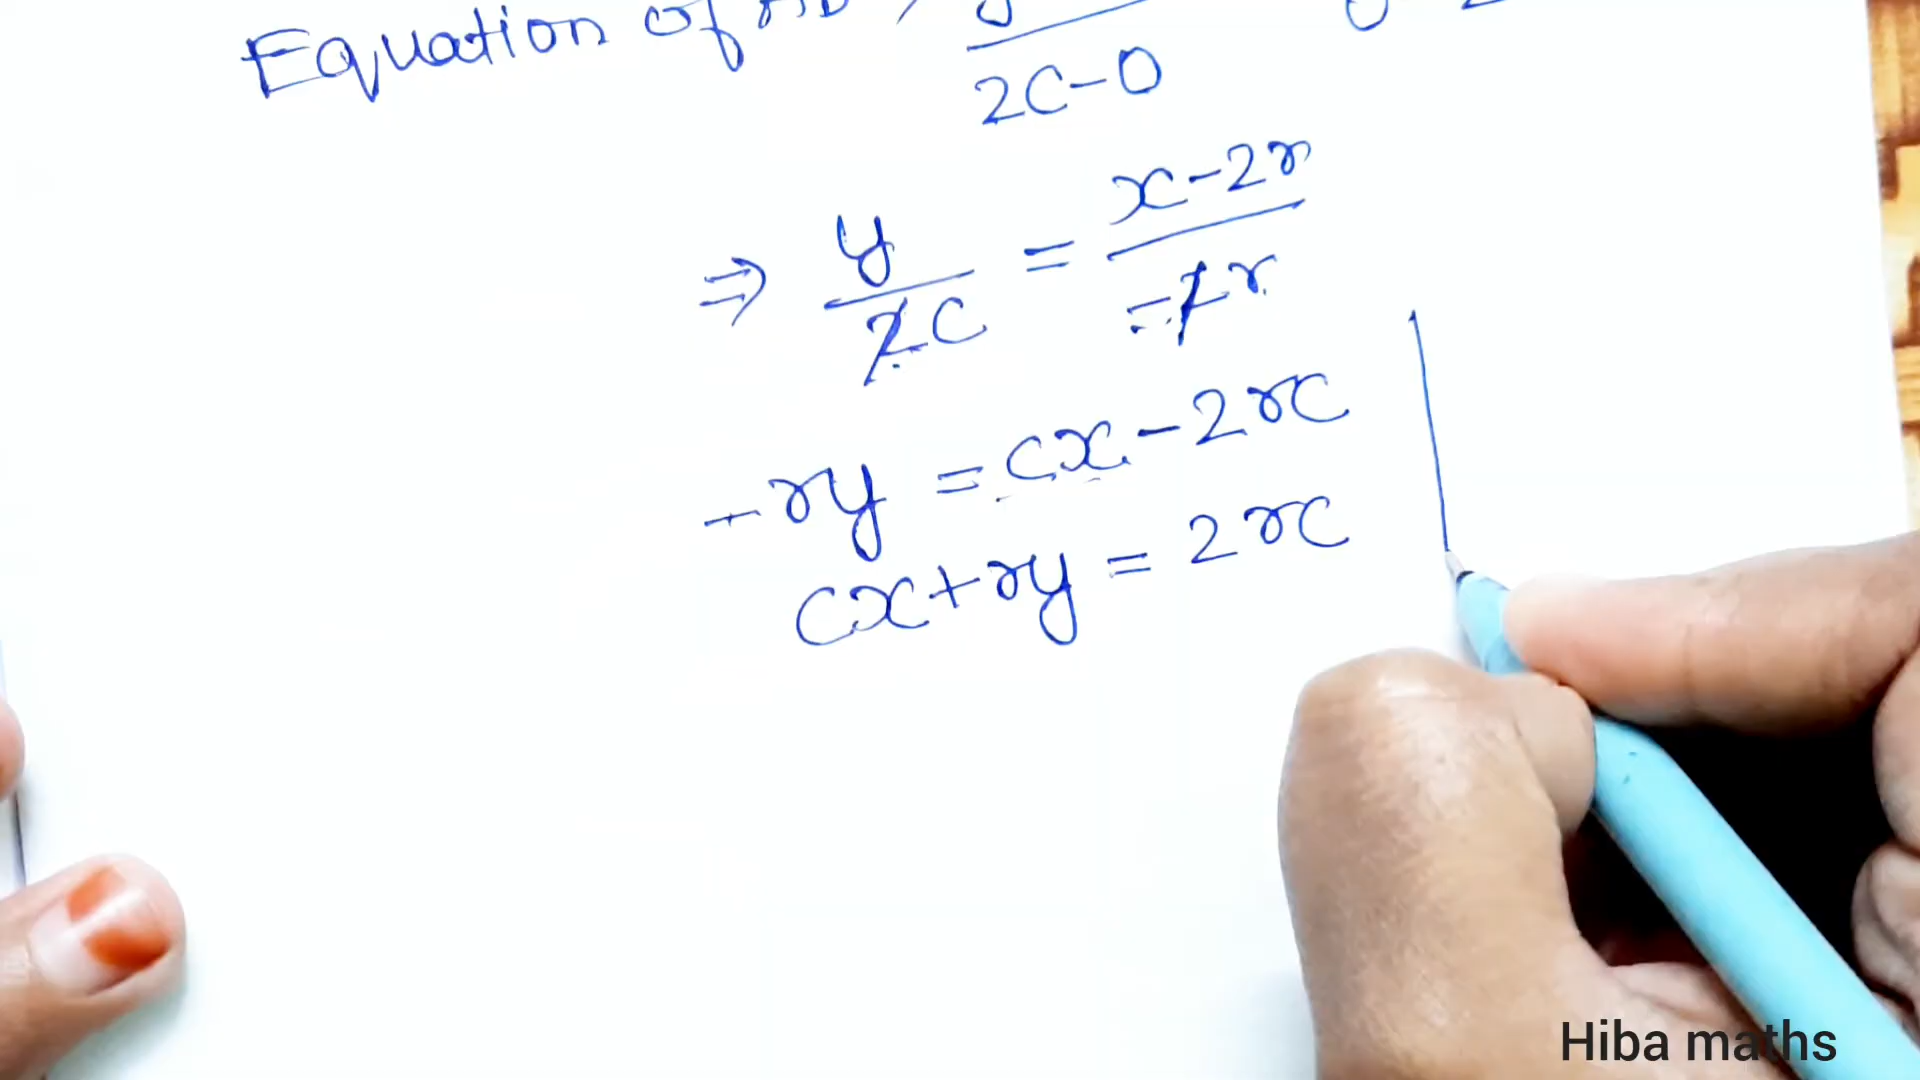 Equation of
2C-0
⇒ y/2C = x-2r/-2r
-ry = cx-2rc
cx+ry = 2rc
Hiba maths